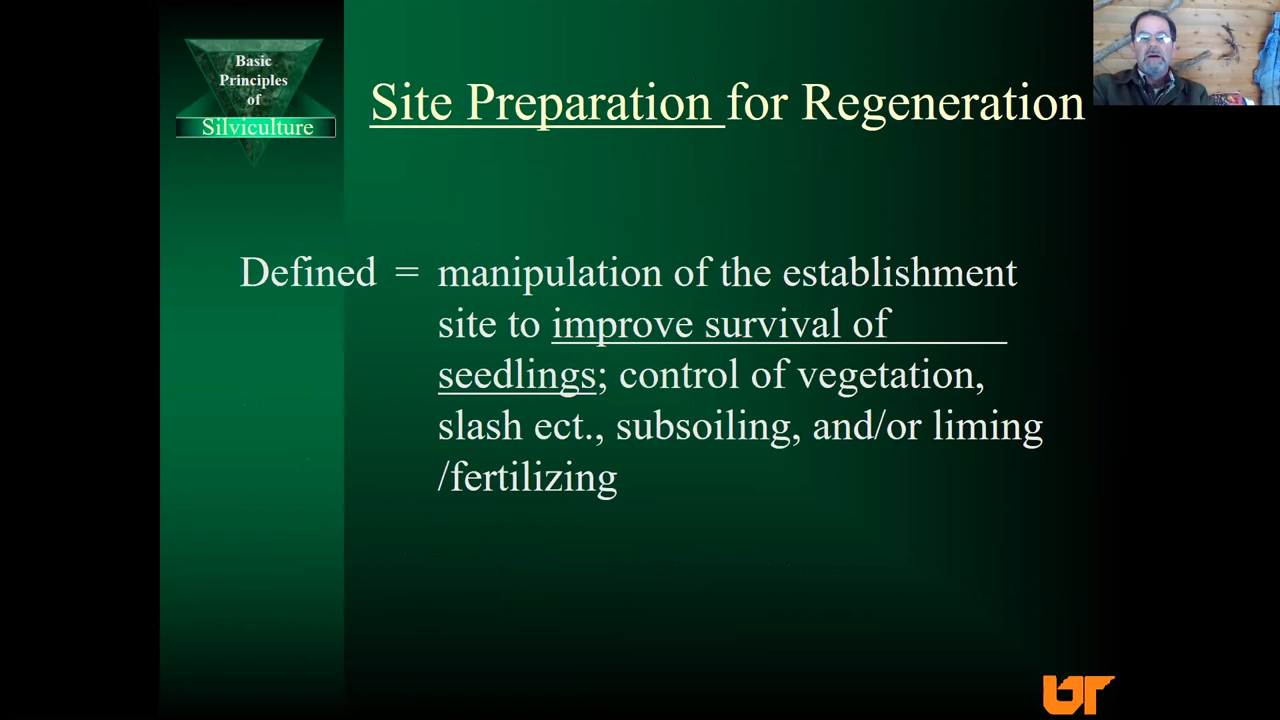 Basic
Principles
of
Silviculture
Site Preparation for Regeneration
Defined = manipulation of the establishment
site to improve survival of
seedlings; control of vegetation,
slash ect., subsoiling, and/or liming
/fertilizing
UT